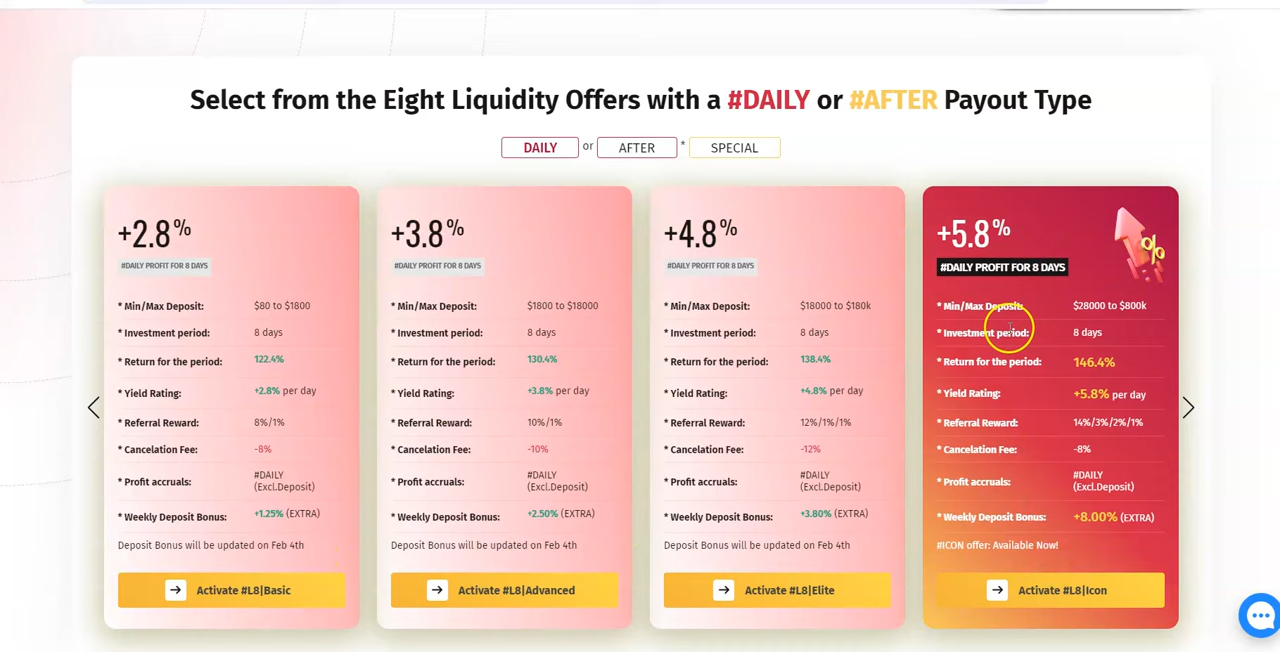 Select from the Eight Liquidity Offers with a #DAILY or #AFTER Payout Type
DAILY or AFTER * SPECIAL
+2.8%
#DAILY PROFIT FOR 8 DAYS
* Min/Max Deposit: $80 to $1800
* Investment period: 8 days
* Return for the period: 122.4%
* Yield Rating: +2.8% per day
* Referral Reward: 8%/1%
* Cancelation Fee: -8%
* Profit accruals: #DAILY
(Excl.Deposit)
* Weekly Deposit Bonus: +1.25% (EXTRA)
Deposit Bonus will be updated on Feb 4th
Activate #L8|Basic
+3.8%
#DAILY PROFIT FOR 8 DAYS
* Min/Max Deposit: $1800 to $18000
* Investment period: 8 days
* Return for the period: 130.4%
* Yield Rating: +3.8% per day
* Referral Reward: 10%/1%
* Cancelation Fee: -10%
* Profit accruals: #DAILY
(Excl.Deposit)
* Weekly Deposit Bonus: +2.50% (EXTRA)
Deposit Bonus will be updated on Feb 4th
Activate #L8|Advanced
+4.8%
#DAILY PROFIT FOR 8 DAYS
* Min/Max Deposit: $18000 to $180k
* Investment period: 8 days
* Return for the period: 138.4%
* Yield Rating: +4.8% per day
* Referral Reward: 12%/1%/1%
* Cancelation Fee: -12%
* Profit accruals: #DAILY
(Excl.Deposit)
* Weekly Deposit Bonus: +3.80% (EXTRA)
Deposit Bonus will be updated on Feb 4th
Activate #L8|Elite
+5.8%
%
#DAILY PROFIT FOR 8 DAYS
* Min/Max Deposit: $28000 to $800k
* Investment period: 8 days
* Return for the period: 146.4%
* Yield Rating: +5.8% per day
* Referral Reward: 14%/3%/2%/1%
* Cancelation Fee: -8%
* Profit accruals: #DAILY
(Excl.Deposit)
* Weekly Deposit Bonus: +8.00% (EXTRA)
#ICON offer: Available Now!
Activate #L8|Icon